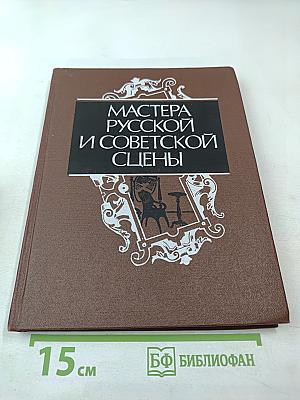 МАСТЕРА
РУССКОЙ
И СОВЕТСКОЙ
СЦЕНЫ
15 см
БФ БИБЛИОФАН